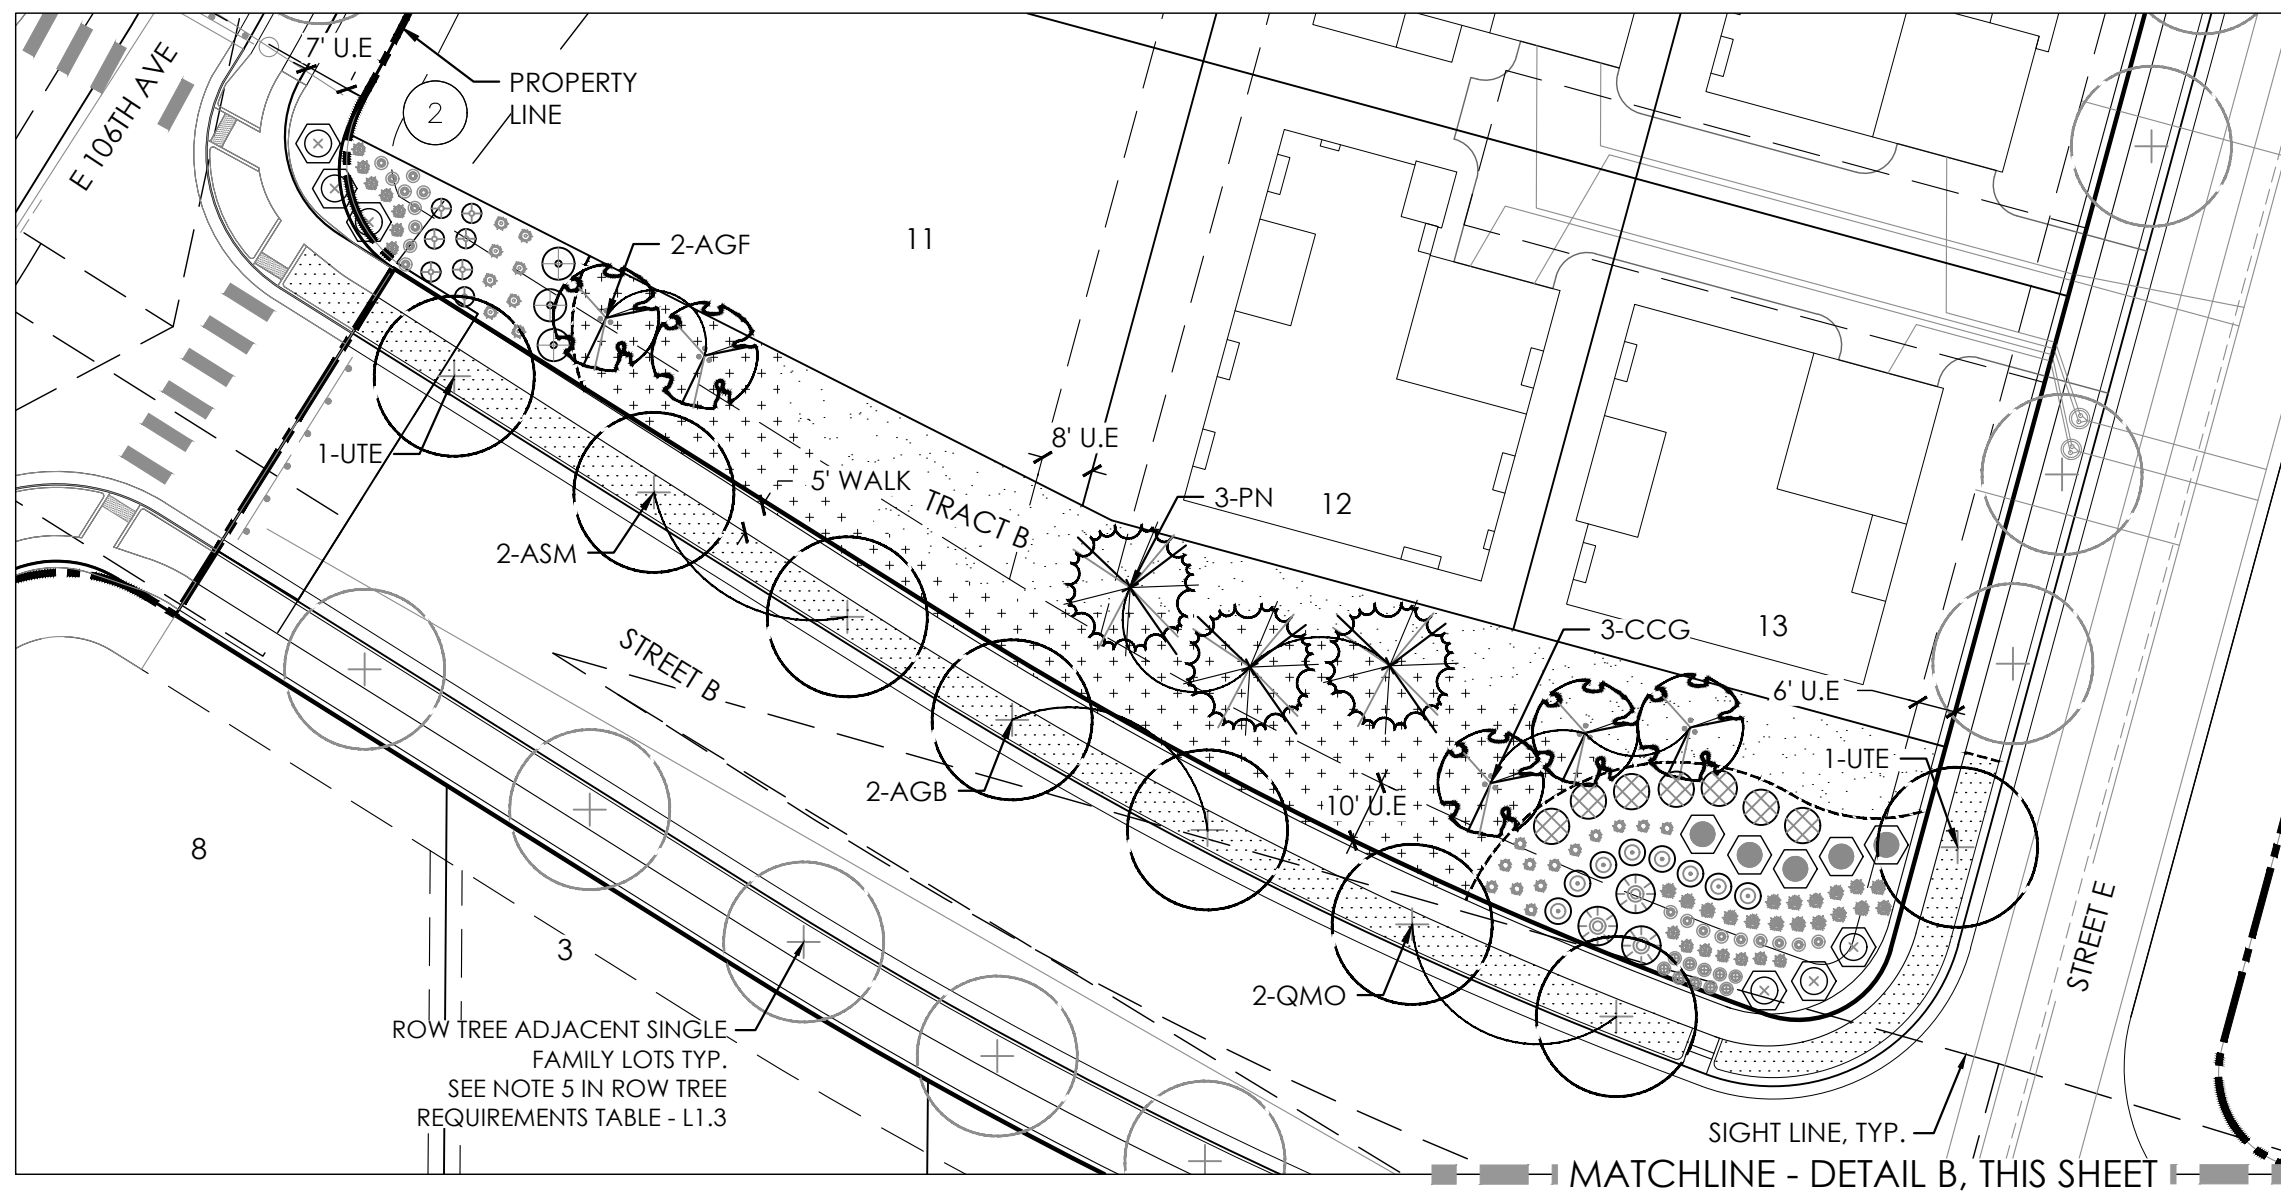 7' U.E
E 106TH AVE
PROPERTY
LINE
2
2-AGF
11
8' U.E
1-UTE
5' WALK
TRACT B
3-PN
12
2-ASM
3-CCG
13
STREET B
6' U.E
1-UTE
2-AGB
10' U.E
8
3
STREET E
2-QMO
ROW TREE ADJACENT SINGLE
FAMILY LOTS TYP.
SEE NOTE 5 IN ROW TREE
REQUIREMENTS TABLE - L1.3
SIGHT LINE, TYP.
MATCHLINE - DETAIL B, THIS SHEET